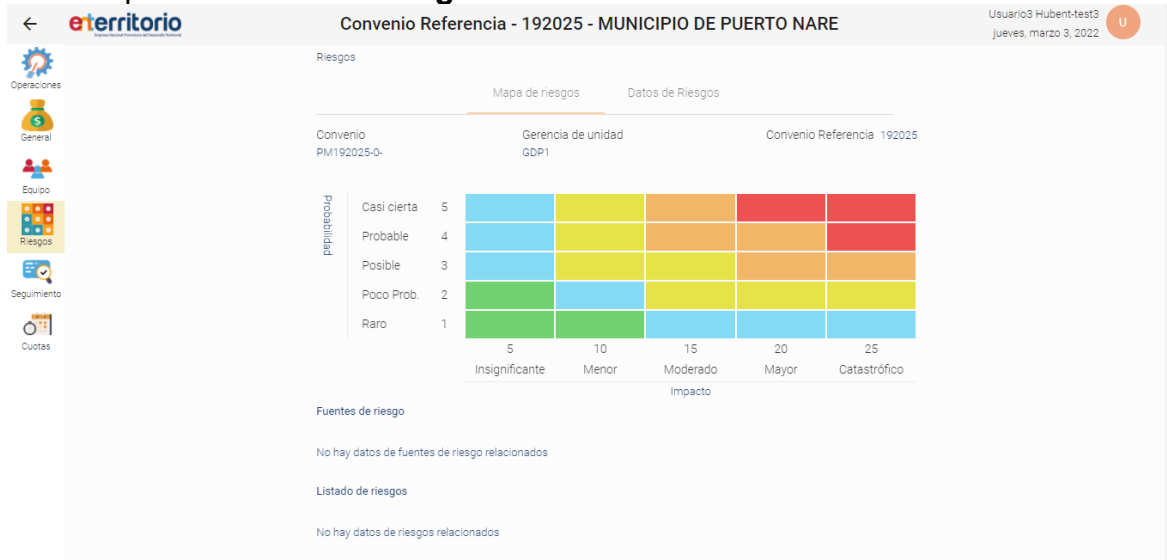 Convenio Referencia - 192025 - MUNICIPIO DE PUERTO NARE
Usuario3 Hubent-test3
jueves, marzo 3, 2022
U
eterritorio
Operaciones
General
Equipo
Riesgos
Seguimiento
Cuotas
Riesgos
Mapa de riesgos Datos de Riesgos
Convenio Gerencia de unidad Convenio Referencia 192025
PM192025-0- GDP1
Probabilidad
Casi cierta 5
Probable 4
Posible 3
Poco Prob. 2
Raro 1
5 10 15 20 25
Insignificante Menor Moderado Mayor Catastrófico
Impacto
Fuentes de riesgo
No hay datos de fuentes de riesgo relacionados
Listado de riesgos
No hay datos de riesgos relacionados